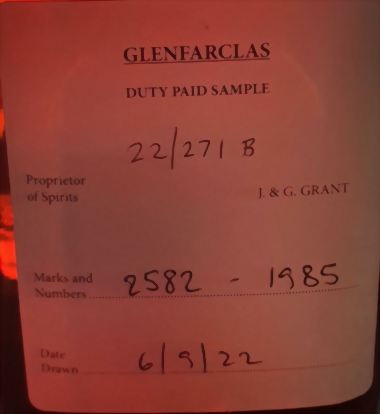 GLENFARCLAS
DUTY PAID SAMPLE
22/271 B
Proprietor
of Spirits
J. & G. GRANT
Marks and
Numbers
2582 - 1985
Date
Drawn
6/9/22